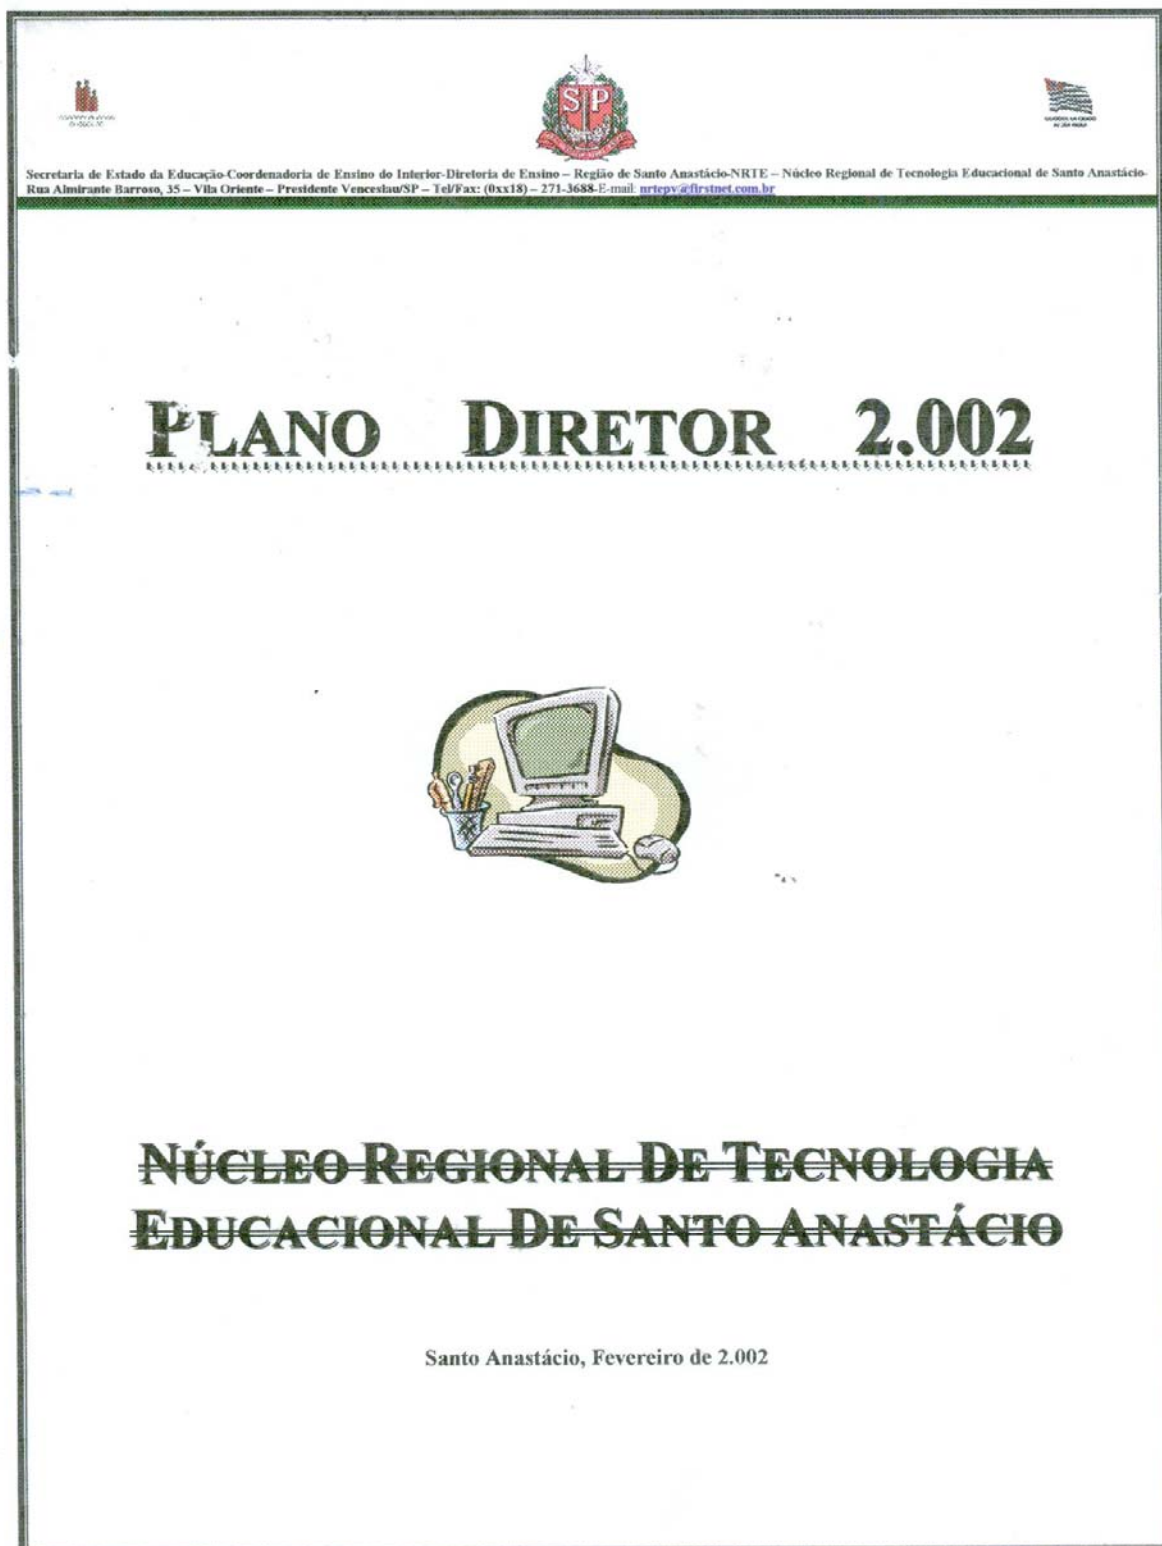 SP
Secretaria de Estado da Educação-Coordenadoria de Ensino do Interior-Diretoria de Ensino – Região de Santo Anastácio-NRTE – Núcleo Regional de Tecnologia Educacional de Santo Anastácio-
Rua Almirante Barroso, 35 – Vila Oriente – Presidente Venceslau/SP – Tel/Fax: (0xx18) – 271-3688-E-mail: nrtepv@firstnet.com.br
PLANO DIRETOR 2.002
NÚCLEO REGIONAL DE TECNOLOGIA
EDUCACIONAL DE SANTO ANASTÁCIO
Santo Anastácio, Fevereiro de 2.002